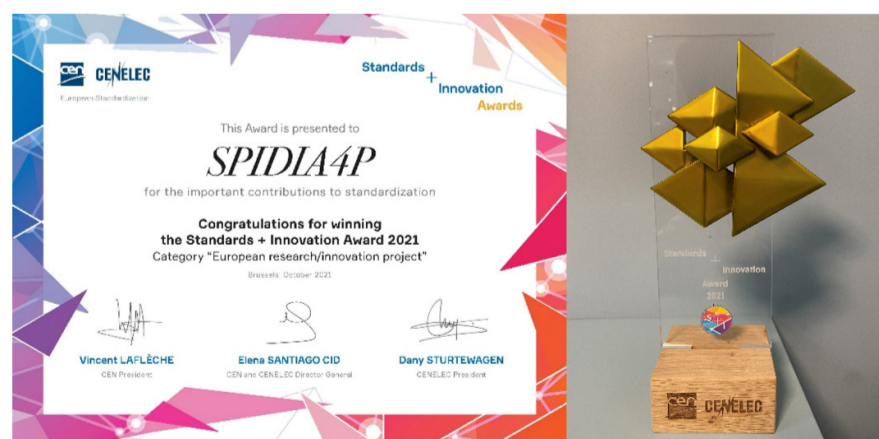 cen CENELEC
European Standardization
Standards
+
Innovation
Awards
This Award is presented to
SPIDIA4P
for the important contributions to standardization
Congratulations for winning
the Standards + Innovation Award 2021
Category "European research/innovation project"
Brussels, October 2021
Vincent LAFLÈCHE
CEN President
Elena SANTIAGO CID
CEN and CENELEC Director General
Dany STURTEWAGEN
CENELEC President
Standards
+
Innovation
Award
2021
cen CENELEC